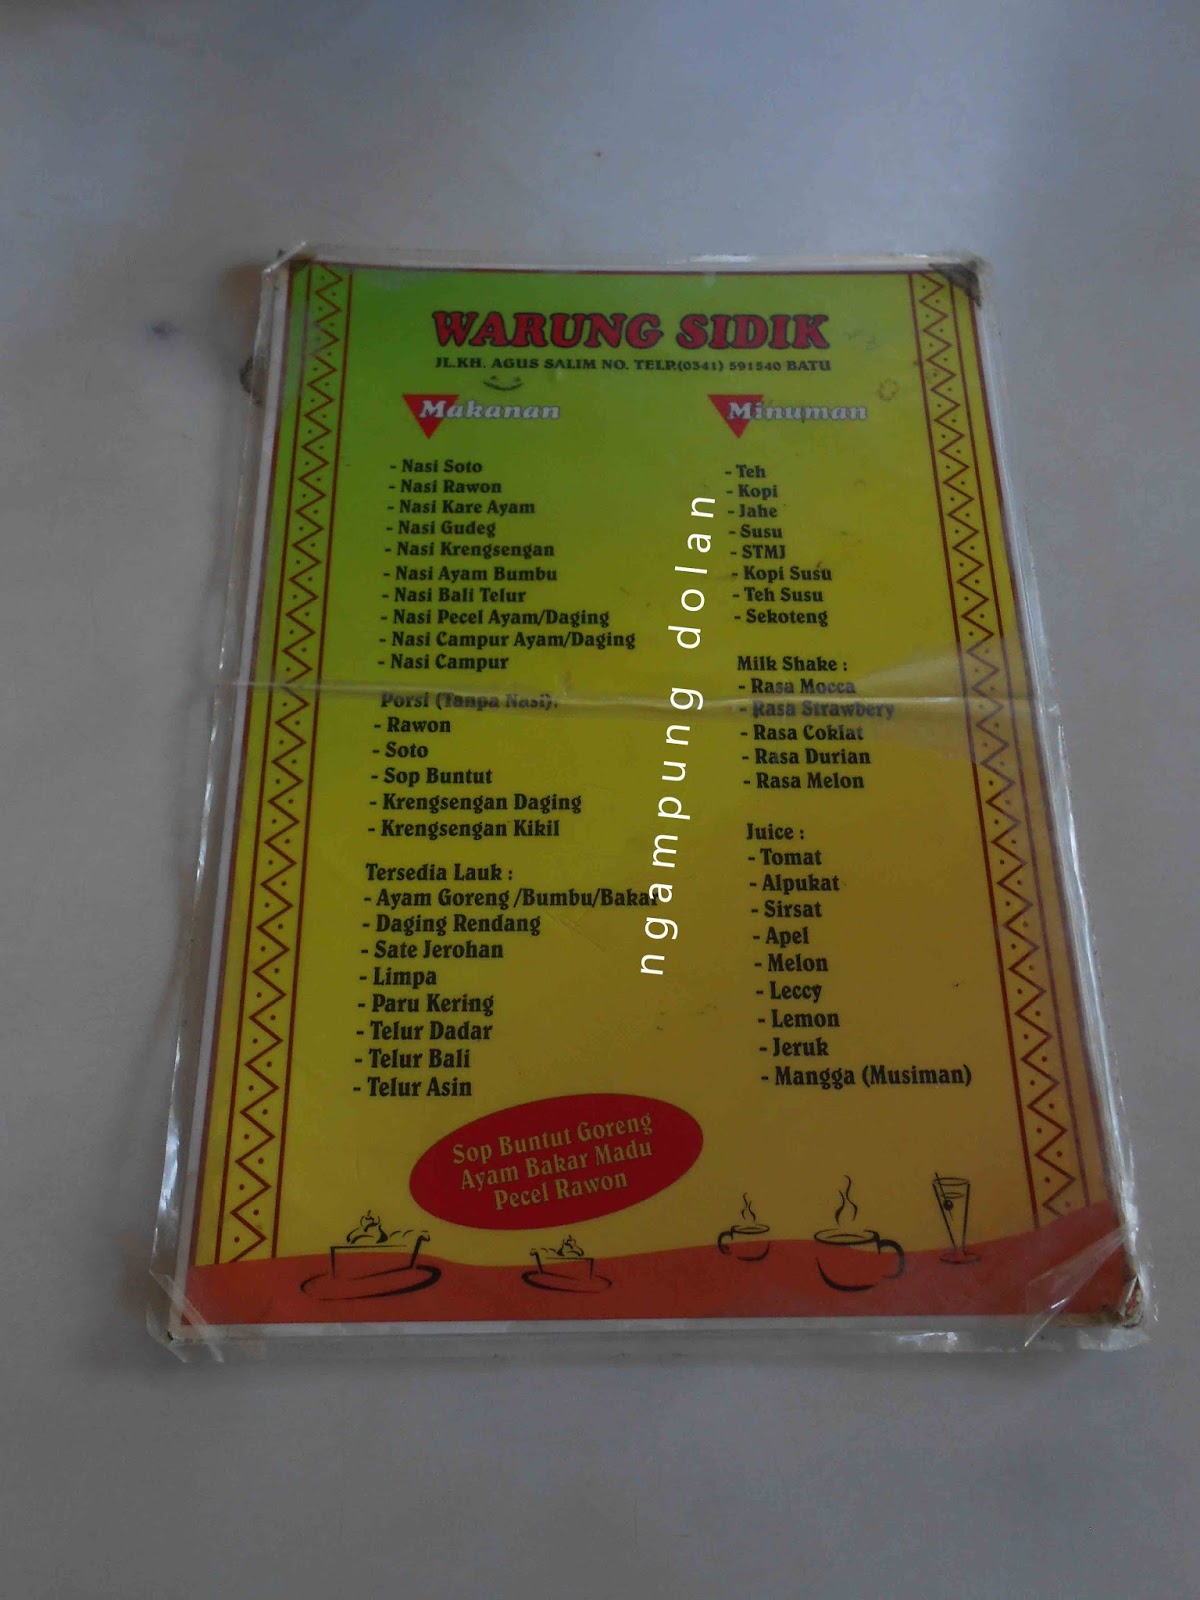 WARUNG SIDIK
JL.KH. AGUS SALIM NO. TELP.(0341) 591540 BATU
Makanan
- Nasi Soto
- Nasi Rawon
- Nasi Kare Ayam
- Nasi Gudeg
- Nasi Krengsengan
- Nasi Ayam Bumbu
- Nasi Bali Telur
- Nasi Pecel Ayam/Daging
- Nasi Campur Ayam/Daging
- Nasi Campur
Porsi (Tanpa Nasi):
- Rawon
- Soto
- Sop Buntut
- Krengsengan Daging
- Krengsengan Kikil
Tersedia Lauk :
- Ayam Goreng /Bumbu/Bakar
- Daging Rendang
- Sate Jerohan
- Limpa
- Paru Kering
- Telur Dadar
- Telur Bali
- Telur Asin
Minuman
- Teh
- Kopi
- Jahe
- Susu
- STMJ
- Kopi Susu
- Teh Susu
- Sekoteng
Milk Shake :
- Rasa Mocca
- Rasa Strawbery
- Rasa Coklat
- Rasa Durian
- Rasa Melon
Juice :
- Tomat
- Alpukat
- Sirsat
- Apel
- Melon
- Leccy
- Lemon
- Jeruk
- Mangga (Musiman)
Sop Buntut Goreng
Ayam Bakar Madu
Pecel Rawon
ngampung dolan